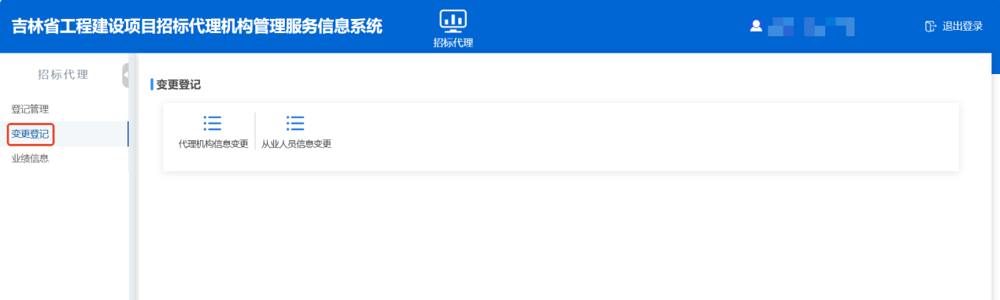 吉林省工程建设项目招标代理机构管理服务信息系统
招标代理
退出登录
招标代理
登记管理
变更登记
业绩信息
变更登记
代理机构信息变更
从业人员信息变更